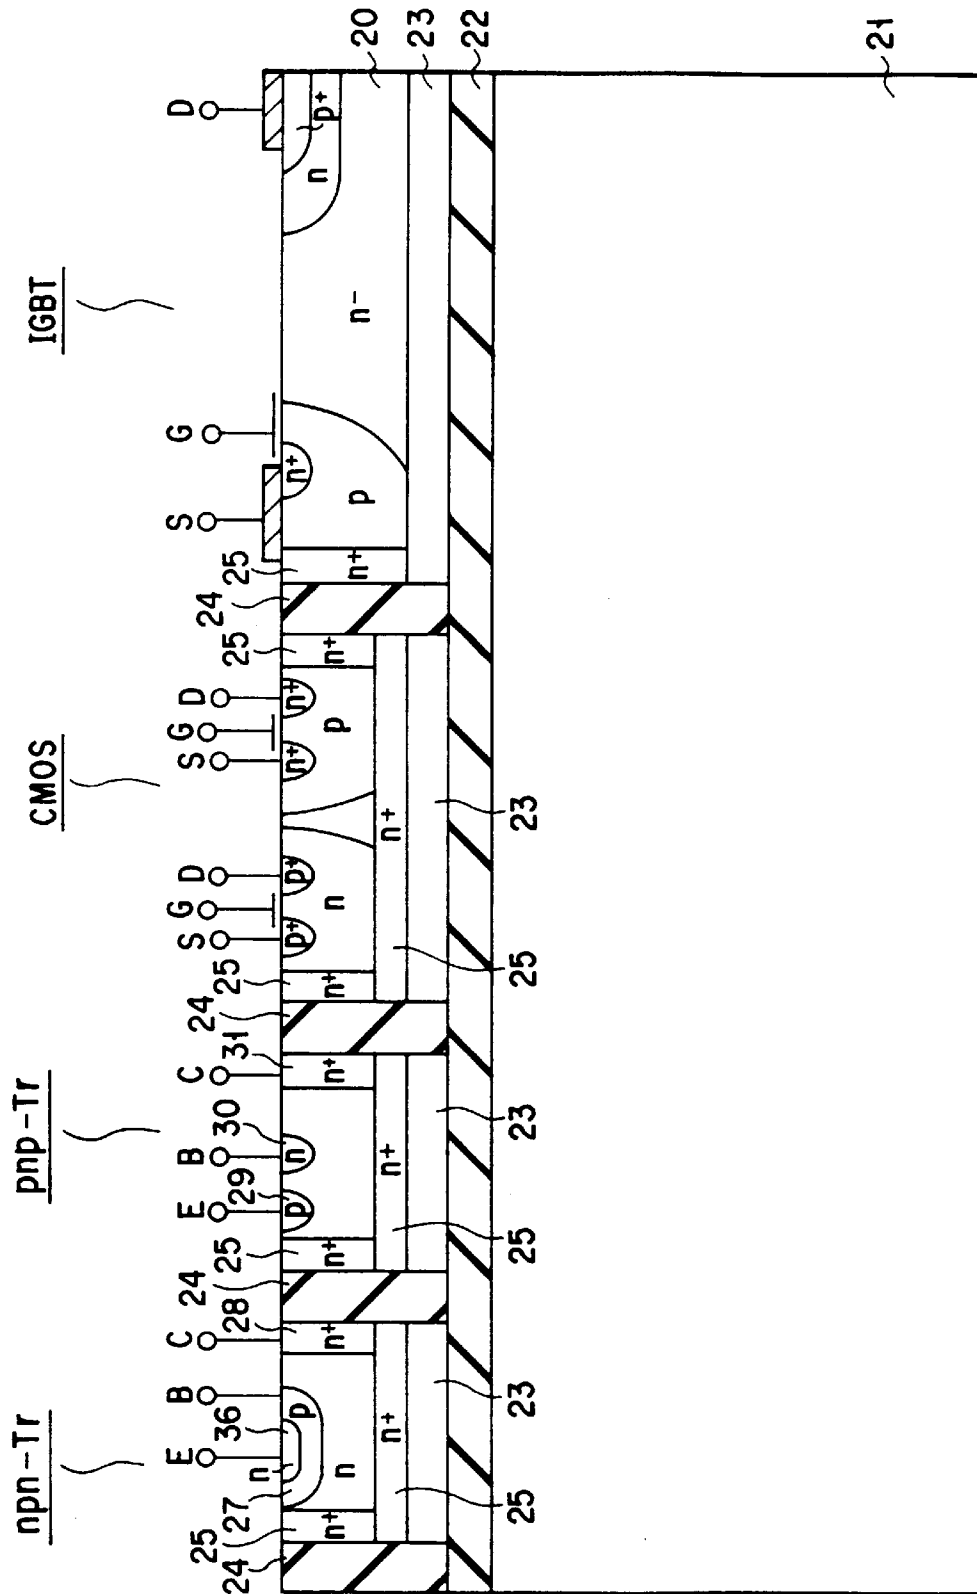 npn-Tr
pnp-Tr
CMOS
IGBT
E B C
E B C
S G D
S G D
S G D
24 25 27 n 36 28
24 25 29 30 31
24 25 25
24 25
n+ n p n+
n+ p n n+
n+ p+ n p+ n+ p n+ n+
n+ p n+ n- n p+
n+
n+
n+
20
25 23
25 23
25 23
23
22
21